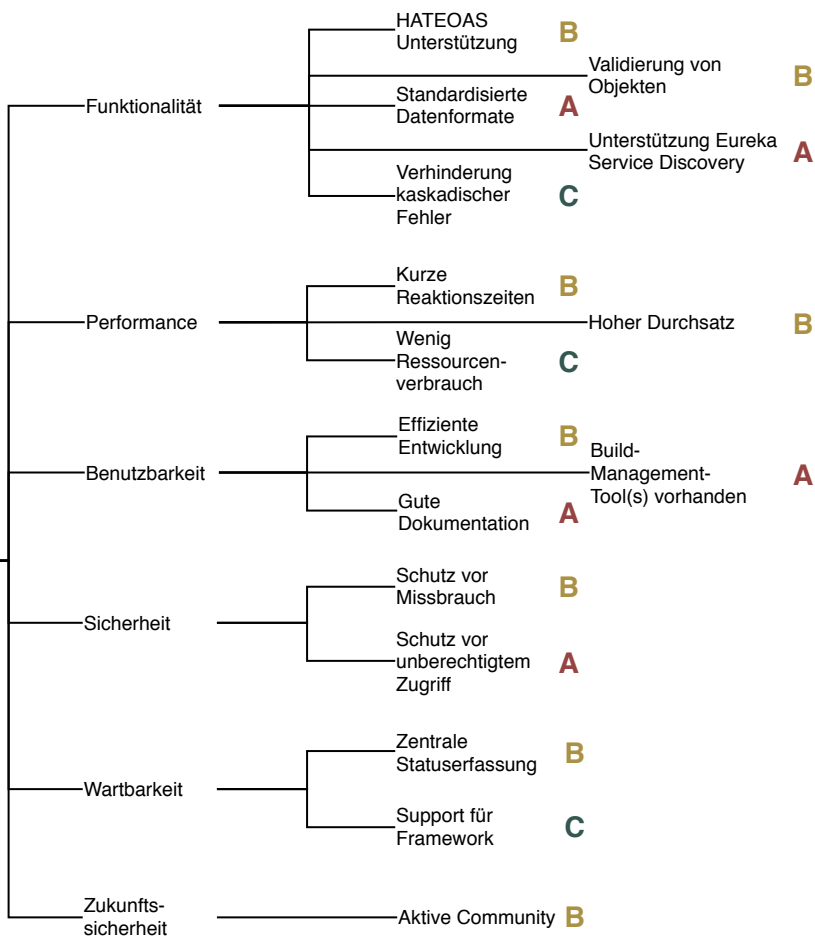 HATEOAS
Unterstützung
B
Validierung von
Objekten
B
Funktionalität
Standardisierte
Datenformate
A
Unterstützung Eureka
Service Discovery
A
Verhinderung
kaskadischer
Fehler
C
Kurze
Reaktionszeiten
B
Performance
Hoher Durchsatz
B
Wenig
Ressourcen-
verbrauch
C
Effiziente
Entwicklung
B
Benutzbarkeit
Build-
Management-
Tool(s) vorhanden
A
Gute
Dokumentation
A
Schutz vor
Missbrauch
B
Sicherheit
Schutz vor
unberechtigtem
Zugriff
A
Zentrale
Statuserfassung
B
Wartbarkeit
Support für
Framework
C
Zukunfts-
sicherheit
Aktive Community
B